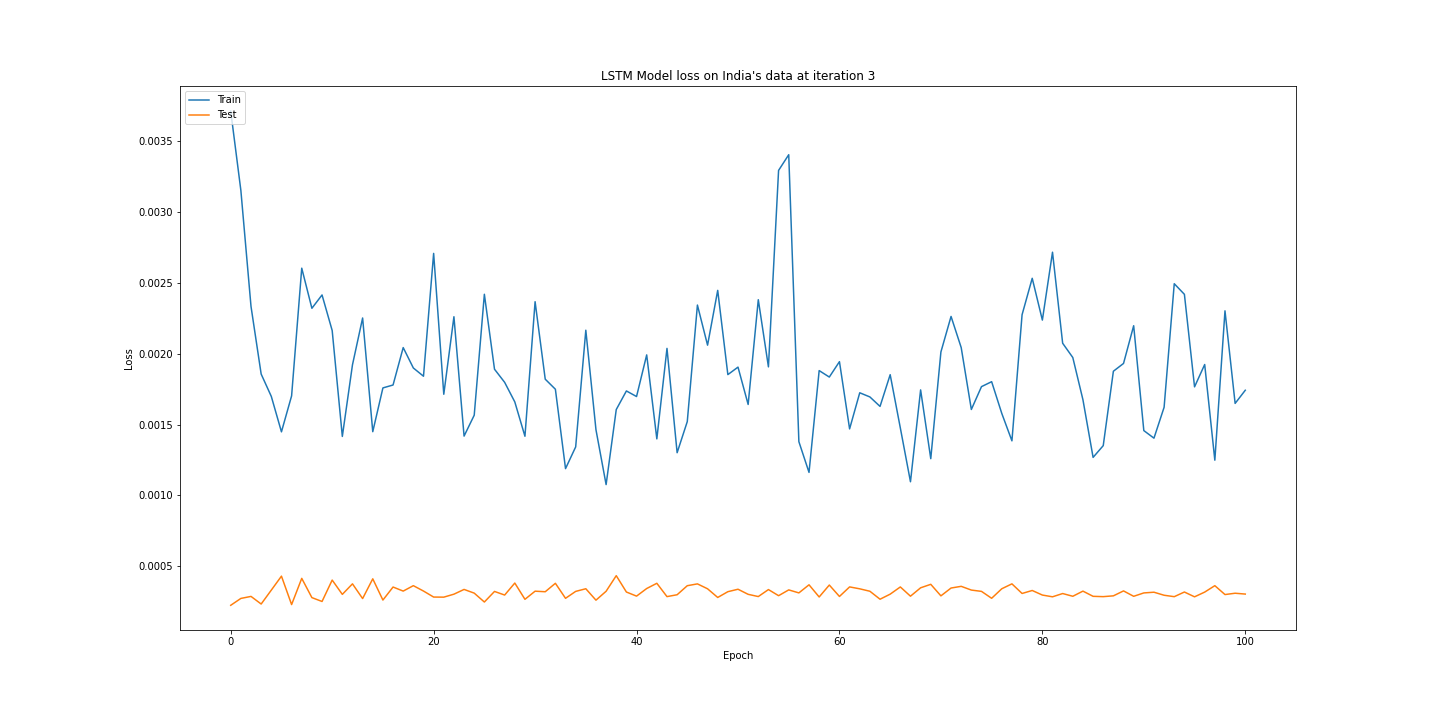 LSTM Model loss on India's data at iteration 3
Train
Test
0.0035
0.0030
0.0025
0.0020
0.0015
0.0010
0.0005
Loss
0 20 40 60 80 100
Epoch